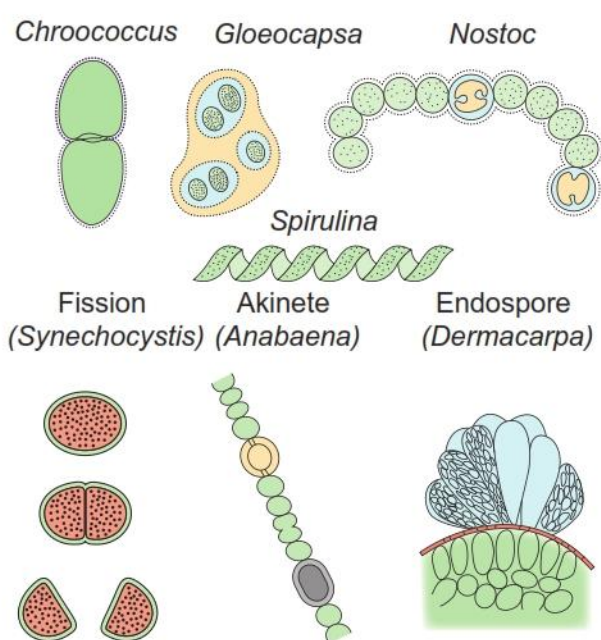 Chroococcus Gloeocapsa Nostoc
Spirulina
Fission Akinete Endospore
(Synechocystis) (Anabaena) (Dermacarpa)